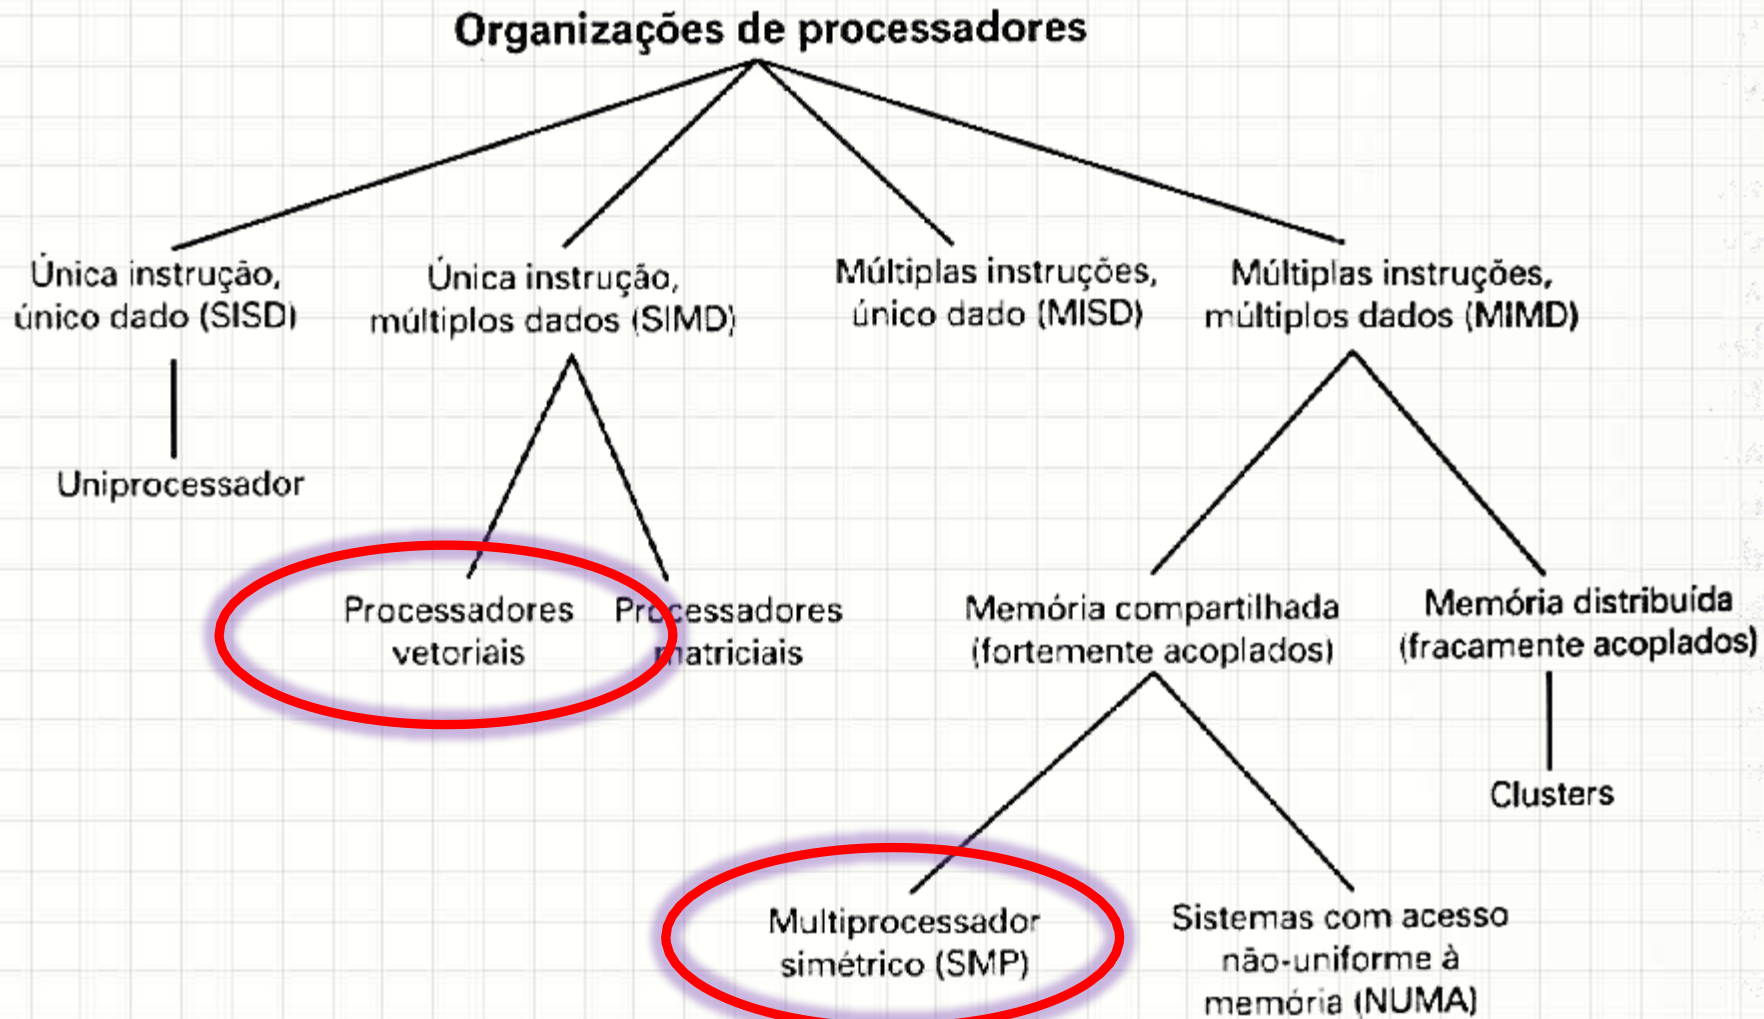 Organizações de processadores
Única instrução,
único dado (SISD)
Única instrução,
múltiplos dados (SIMD)
Múltiplas instruções,
único dado (MISD)
Múltiplas instruções,
múltiplos dados (MIMD)
Uniprocessador
Processadores
vetoriais
Processadores
matriciais
Memória compartilhada
(fortemente acoplados)
Memória distribuída
(fracamente acoplados)
Clusters
Multiprocessador
simétrico (SMP)
Sistemas com acesso
não-uniforme à
memória (NUMA)